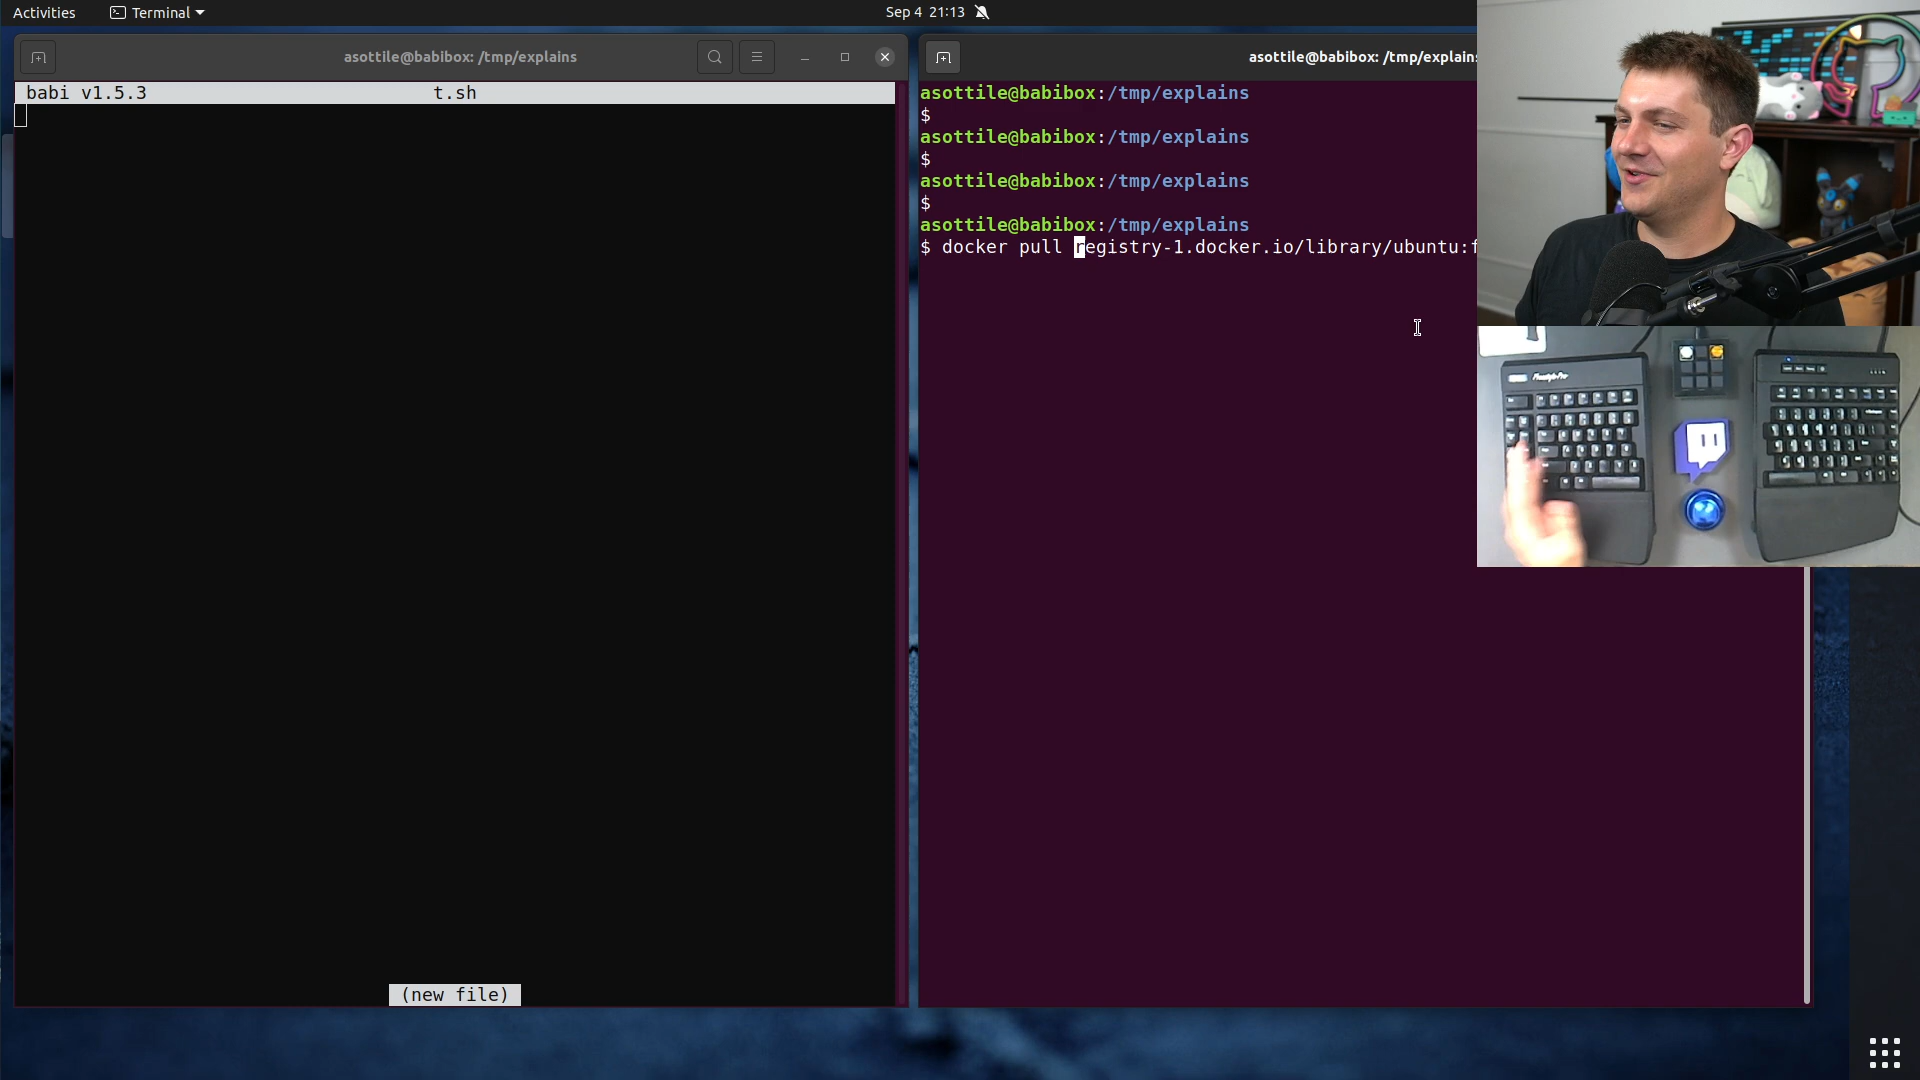 Activities
Terminal
Sep 4 21:13
asottile@babibox: /tmp/explains
babi v1.5.3 t.sh
(new file)
asottile@babibox: /tmp/explains
asottile@babibox:/tmp/explains
$
asottile@babibox:/tmp/explains
$
asottile@babibox:/tmp/explains
$
asottile@babibox:/tmp/explains
$ docker pull registry-1.docker.io/library/ubuntu:f